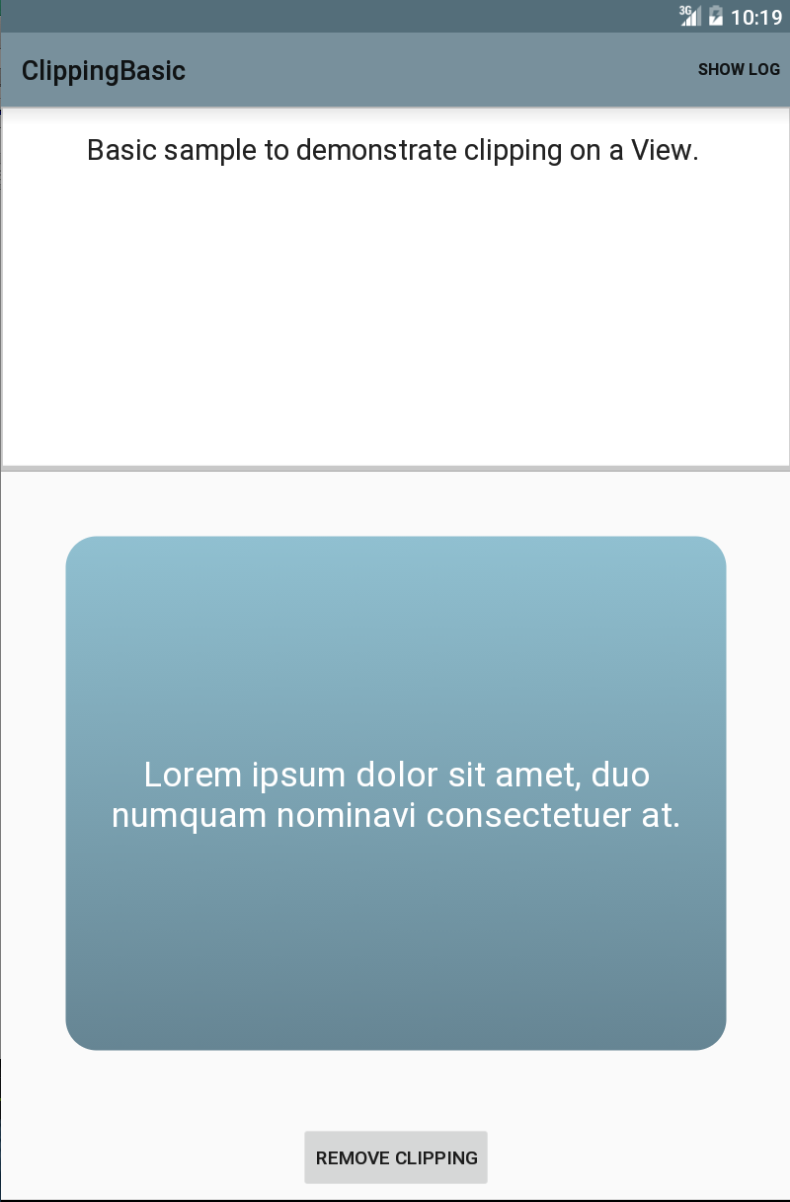 3G 10:19
ClippingBasic SHOW LOG
Basic sample to demonstrate clipping on a View.
Lorem ipsum dolor sit amet, duo
numquam nominavi consectetuer at.
REMOVE CLIPPING